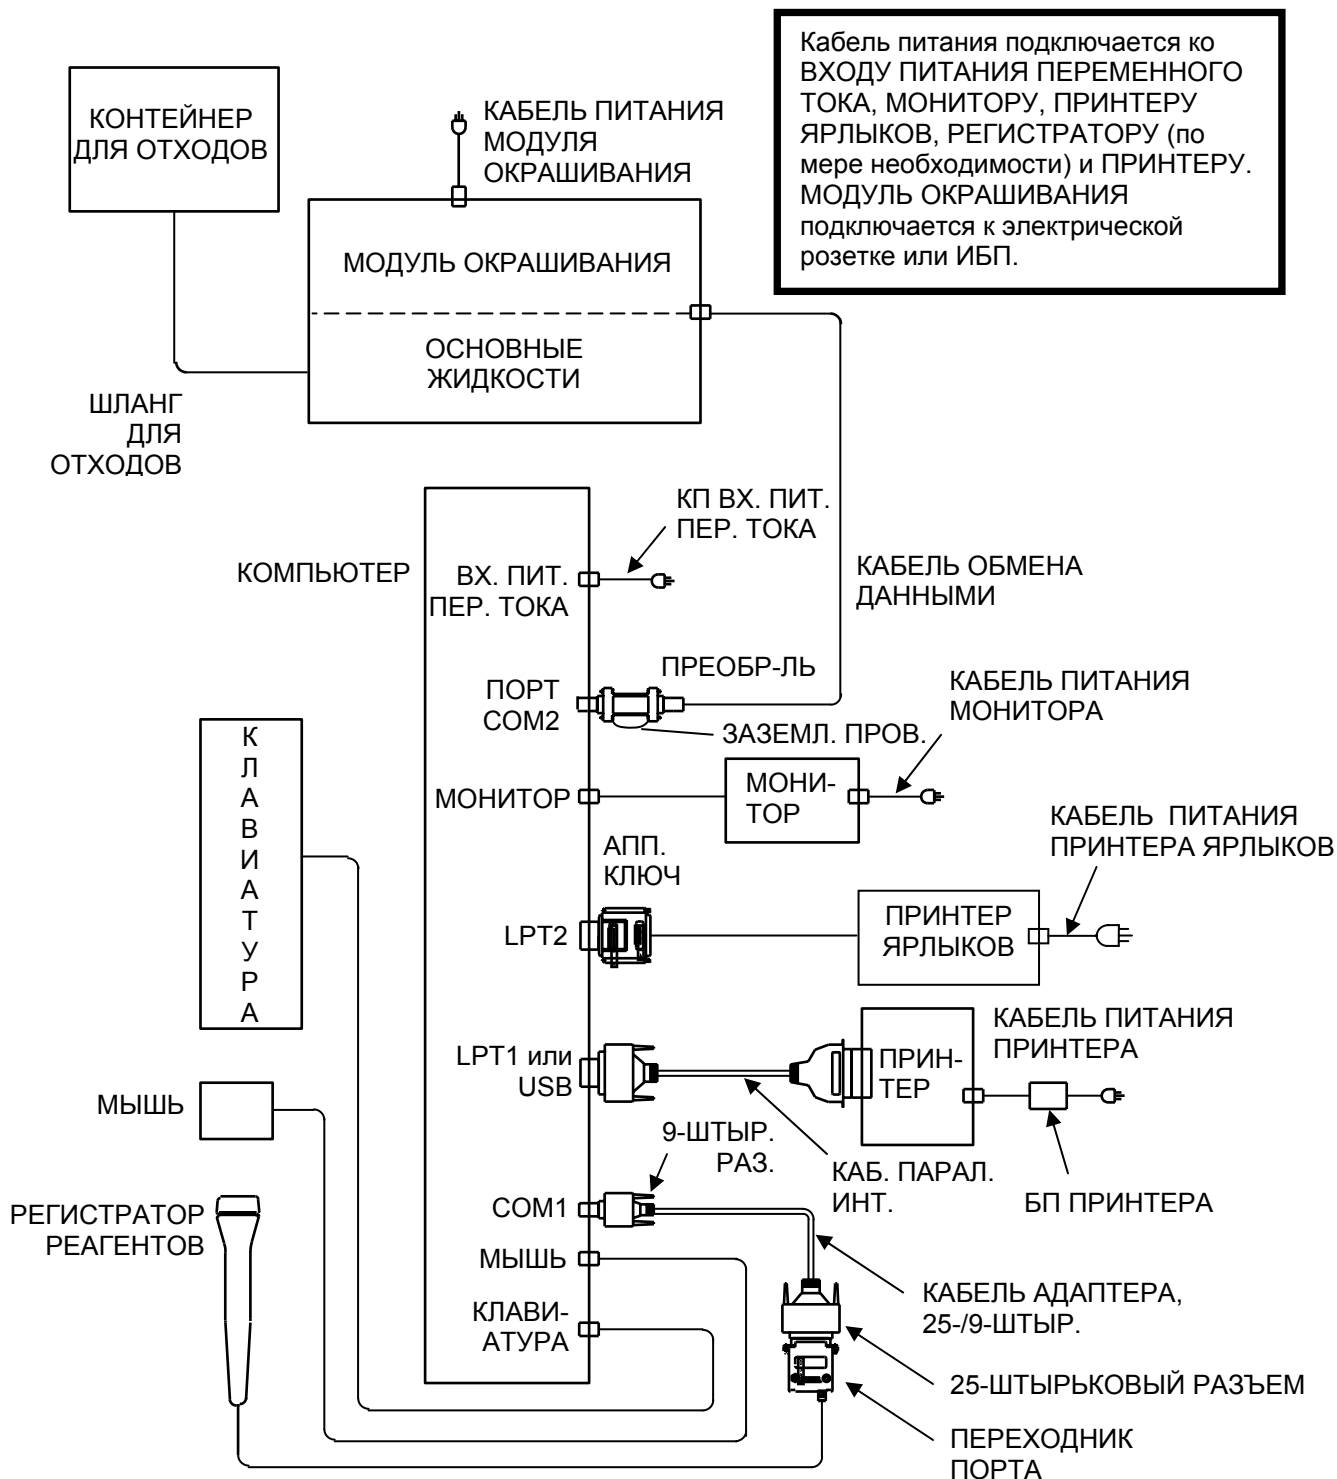 Кабель питания подключается ко
ВХОДУ ПИТАНИЯ ПЕРЕМЕННОГО
ТОКА, МОНИТОРУ, ПРИНТЕРУ
ЯРЛЫКОВ, РЕГИСТРАТОРУ (по
мере необходимости) и ПРИНТЕРУ.
МОДУЛЬ ОКРАШИВАНИЯ
подключается к электрической
розетке или ИБП.
КОНТЕЙНЕР
ДЛЯ ОТХОДОВ
КАБЕЛЬ ПИТАНИЯ
МОДУЛЯ
ОКРАШИВАНИЯ
МОДУЛЬ ОКРАШИВАНИЯ
ОСНОВНЫЕ
ЖИДКОСТИ
ШЛАНГ
ДЛЯ
ОТХОДОВ
КП ВХ. ПИТ.
ПЕР. ТОКА
КОМПЬЮТЕР
ВХ. ПИТ.
ПЕР. ТОКА
КАБЕЛЬ ОБМЕНА
ДАННЫМИ
ПРЕОБР-ЛЬ
ПОРТ
COM2
ЗАЗЕМЛ. ПРОВ.
КАБЕЛЬ ПИТАНИЯ
МОНИТОРА
К
Л
А
В
И
А
Т
У
Р
А
МОНИТОР
МОНИ-
ТОР
КАБЕЛЬ ПИТАНИЯ
ПРИНТЕРА ЯРЛЫКОВ
АПП.
КЛЮЧ
LPT2
ПРИНТЕР
ЯРЛЫКОВ
КАБЕЛЬ ПИТАНИЯ
ПРИНТЕРА
LPT1 или
USB
ПРИН-
ТЕР
МЫШЬ
9-ШТЫР.
РАЗ.
КАБ. ПАРАЛ.
ИНТ.
БП ПРИНТЕРА
РЕГИСТРАТОР
РЕАГЕНТОВ
COM1
МЫШЬ
КЛАВИ-
АТУРА
КАБЕЛЬ АДАПТЕРА,
25-/9-ШТЫР.
25-ШТЫРЬКОВЫЙ РАЗЪЕМ
ПЕРЕХОДНИК
ПОРТА